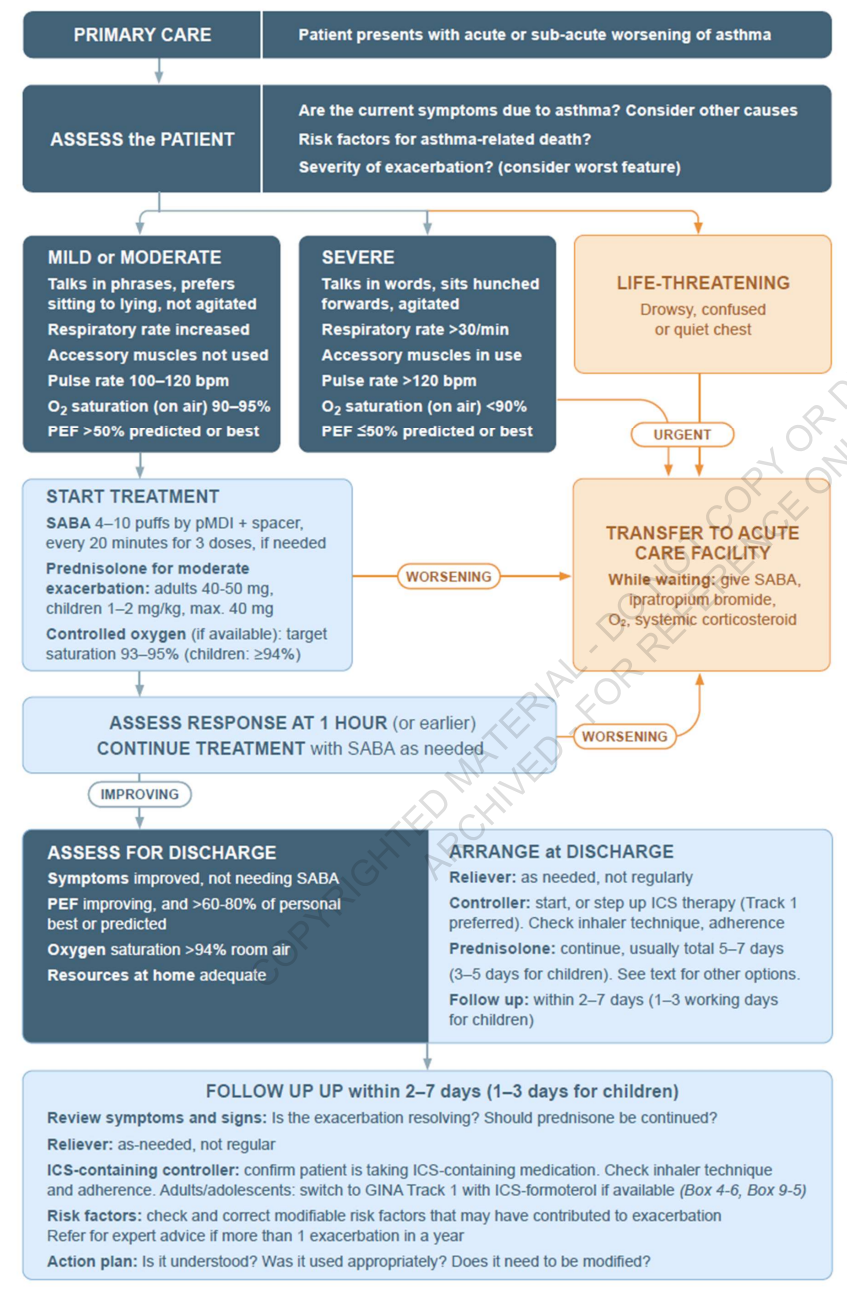 PRIMARY CARE
Patient presents with acute or sub-acute worsening of asthma
ASSESS the PATIENT
Are the current symptoms due to asthma? Consider other causes
Risk factors for asthma-related death?
Severity of exacerbation? (consider worst feature)
MILD or MODERATE
Talks in phrases, prefers
sitting to lying, not agitated
Respiratory rate increased
Accessory muscles not used
Pulse rate 100–120 bpm
O₂ saturation (on air) 90–95%
PEF >50% predicted or best
SEVERE
Talks in words, sits hunched
forwards, agitated
Respiratory rate >30/min
Accessory muscles in use
Pulse rate >120 bpm
O₂ saturation (on air) <90%
PEF ≤50% predicted or best
LIFE-THREATENING
Drowsy, confused
or quiet chest
URGENT
START TREATMENT
SABA 4–10 puffs by pMDI + spacer,
every 20 minutes for 3 doses, if needed
Prednisolone for moderate
exacerbation: adults 40-50 mg,
children 1–2 mg/kg, max. 40 mg
Controlled oxygen (if available): target
saturation 93–95% (children: ≥94%)
WORSENING
TRANSFER TO ACUTE
CARE FACILITY
While waiting: give SABA,
ipratropium bromide,
O₂, systemic corticosteroid
ASSESS RESPONSE AT 1 HOUR (or earlier)
CONTINUE TREATMENT with SABA as needed
WORSENING
IMPROVING
ASSESS FOR DISCHARGE
Symptoms improved, not needing SABA
PEF improving, and >60-80% of personal
best or predicted
Oxygen saturation >94% room air
Resources at home adequate
ARRANGE at DISCHARGE
Reliever: as needed, not regularly
Controller: start, or step up ICS therapy (Track 1
preferred). Check inhaler technique, adherence
Prednisolone: continue, usually total 5–7 days
(3–5 days for children). See text for other options.
Follow up: within 2–7 days (1–3 working days
for children)
FOLLOW UP UP within 2–7 days (1–3 days for children)
Review symptoms and signs: Is the exacerbation resolving? Should prednisone be continued?
Reliever: as-needed, not regular
ICS-containing controller: confirm patient is taking ICS-containing medication. Check inhaler technique
and adherence. Adults/adolescents: switch to GINA Track 1 with ICS-formoterol if available (Box 4-6, Box 9-5)
Risk factors: check and correct modifiable risk factors that may have contributed to exacerbation
Refer for expert advice if more than 1 exacerbation in a year
Action plan: Is it understood? Was it used appropriately? Does it need to be modified?
COPYRIGHTED MATERIAL - DO NOT COPY OR D
ARCHIVED - FOR REFERENCE ONL